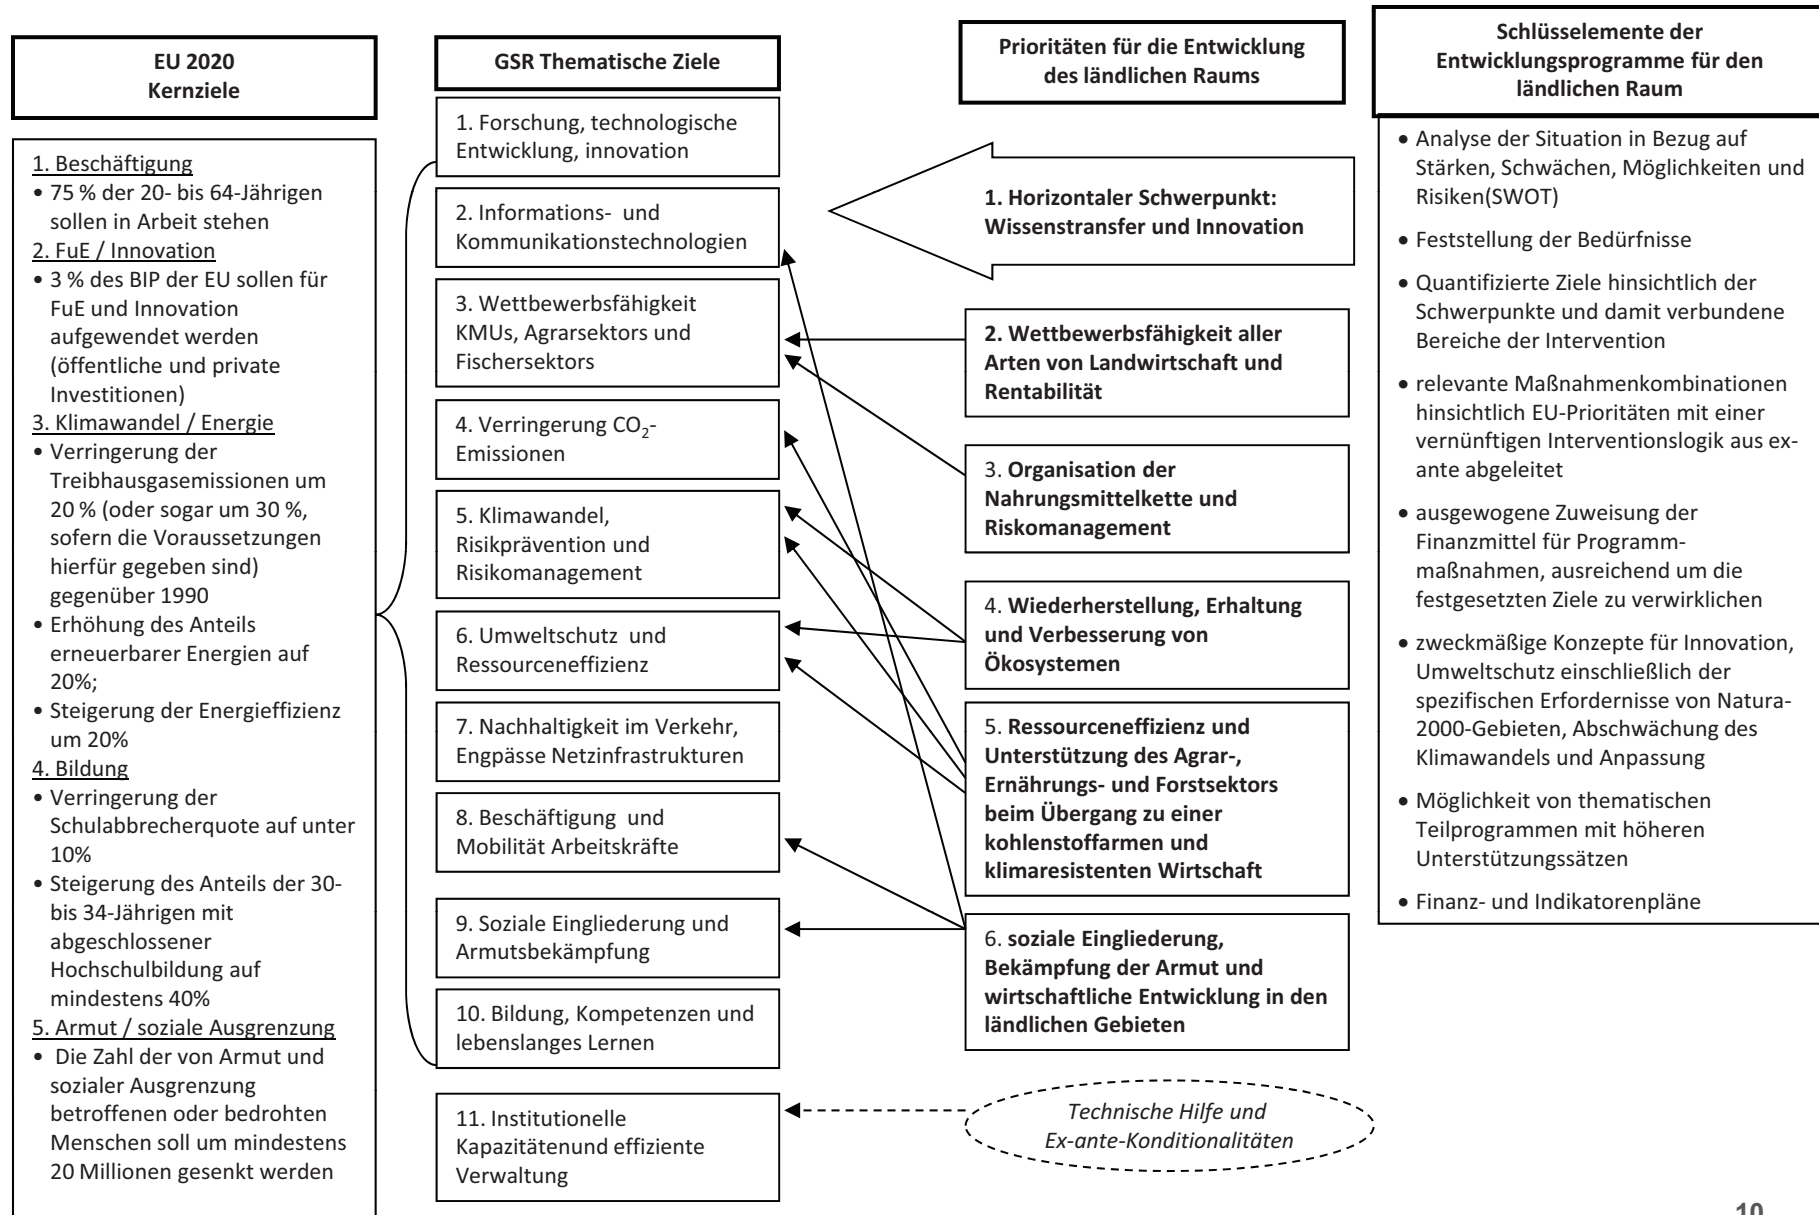 EU 2020
Kernziele
1. Beschäftigung
• 75 % der 20- bis 64-Jährigen
sollen in Arbeit stehen
2. FuE / Innovation
• 3 % des BIP der EU sollen für
FuE und Innovation
aufgewendet werden
(öffentliche und private
Investitionen)
3. Klimawandel / Energie
• Verringerung der
Treibhausgasemissionen um
20 % (oder sogar um 30 %,
sofern die Voraussetzungen
hierfür gegeben sind)
gegenüber 1990
• Erhöhung des Anteils
erneuerbarer Energien auf
20%;
• Steigerung der Energieffizienz
um 20%
4. Bildung
• Verringerung der
Schulabbrecherquote auf unter
10%
• Steigerung des Anteils der 30-
bis 34-Jährigen mit
abgeschlossener
Hochschulbildung auf
mindestens 40%
5. Armut / soziale Ausgrenzung
• Die Zahl der von Armut und
sozialer Ausgrenzung
betroffenen oder bedrohten
Menschen soll um mindestens
20 Millionen gesenkt werden
GSR Thematische Ziele
1. Forschung, technologische
Entwicklung, innovation
2. Informations- und
Kommunikationstechnologien
3. Wettbewerbsfähigkeit
KMUs, Agrarsektors und
Fischersektors
4. Verringerung CO₂-
Emissionen
5. Klimawandel,
Risikprävention und
Risikomanagement
6. Umweltschutz und
Ressourceneffizienz
7. Nachhaltigkeit im Verkehr,
Engpässe Netzinfrastrukturen
8. Beschäftigung und
Mobilität Arbeitskräfte
9. Soziale Eingliederung und
Armutsbekämpfung
10. Bildung, Kompetenzen und
lebenslanges Lernen
11. Institutionelle
Kapazitätenund effiziente
Verwaltung
Prioritäten für die Entwicklung
des ländlichen Raums
1. Horizontaler Schwerpunkt:
Wissenstransfer und Innovation
2. Wettbewerbsfähigkeit aller
Arten von Landwirtschaft und
Rentabilität
3. Organisation der
Nahrungsmittelkette und
Riskomanagement
4. Wiederherstellung, Erhaltung
und Verbesserung von
Ökosystemen
5. Ressourceneffizienz und
Unterstützung des Agrar-,
Ernährungs- und Forstsektors
beim Übergang zu einer
kohlenstoffarmen und
klimaresistenten Wirtschaft
6. soziale Eingliederung,
Bekämpfung der Armut und
wirtschaftliche Entwicklung in den
ländlichen Gebieten
Technische Hilfe und
Ex-ante-Konditionalitäten
Schlüsselemente der
Entwicklungsprogramme für den
ländlichen Raum
• Analyse der Situation in Bezug auf
Stärken, Schwächen, Möglichkeiten und
Risiken(SWOT)
• Feststellung der Bedürfnisse
• Quantifizierte Ziele hinsichtlich der
Schwerpunkte und damit verbundene
Bereiche der Intervention
• relevante Maßnahmenkombinationen
hinsichtlich EU-Prioritäten mit einer
vernünftigen Interventionslogik aus ex-
ante abgeleitet
• ausgewogene Zuweisung der
Finanzmittel für Programm-
maßnahmen, ausreichend um die
festgesetzten Ziele zu verwirklichen
• zweckmäßige Konzepte für Innovation,
Umweltschutz einschließlich der
spezifischen Erfordernisse von Natura-
2000-Gebieten, Abschwächung des
Klimawandels und Anpassung
• Möglichkeit von thematischen
Teilprogrammen mit höheren
Unterstützungssätzen
• Finanz- und Indikatorenpläne
10